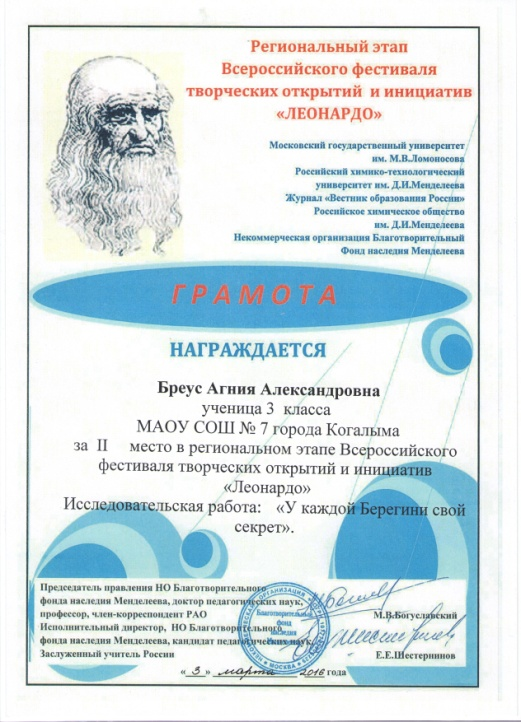 Региональный этап
Всероссийского фестиваля
творческих открытий и инициатив
«ЛЕОНАРДО»
Московский государственный университет
им. М.В.Ломоносова
Российский химико-технологический
университет им. Д.И.Менделеева
Журнал «Вестник образования России»
Российское химическое общество
им. Д.И.Менделеева
Некоммерческая организация Благотворительный
Фонд наследия Менделеева
ГРАМОТА
НАГРАЖДАЕТСЯ
Бреус Агния Александровна
ученица 3 класса
МАОУ СОШ № 7 города Когалыма
за II место в региональном этапе Всероссийского
фестиваля творческих открытий и инициатив
«Леонардо»
Исследовательская работа: «У каждой Берегини свой
секрет».
Председатель правления НО Благотворительного
фонда наследия Менделеева, доктор педагогических наук,
профессор, член-корреспондент РАО М.В.Богуславский
Исполнительный директор, НО Благотворительного
фонда наследия Менделеева, кандидат педагогических наук,
Заслуженный учитель России Е.Е.Шестернинов
« 3 » марта 2016 года